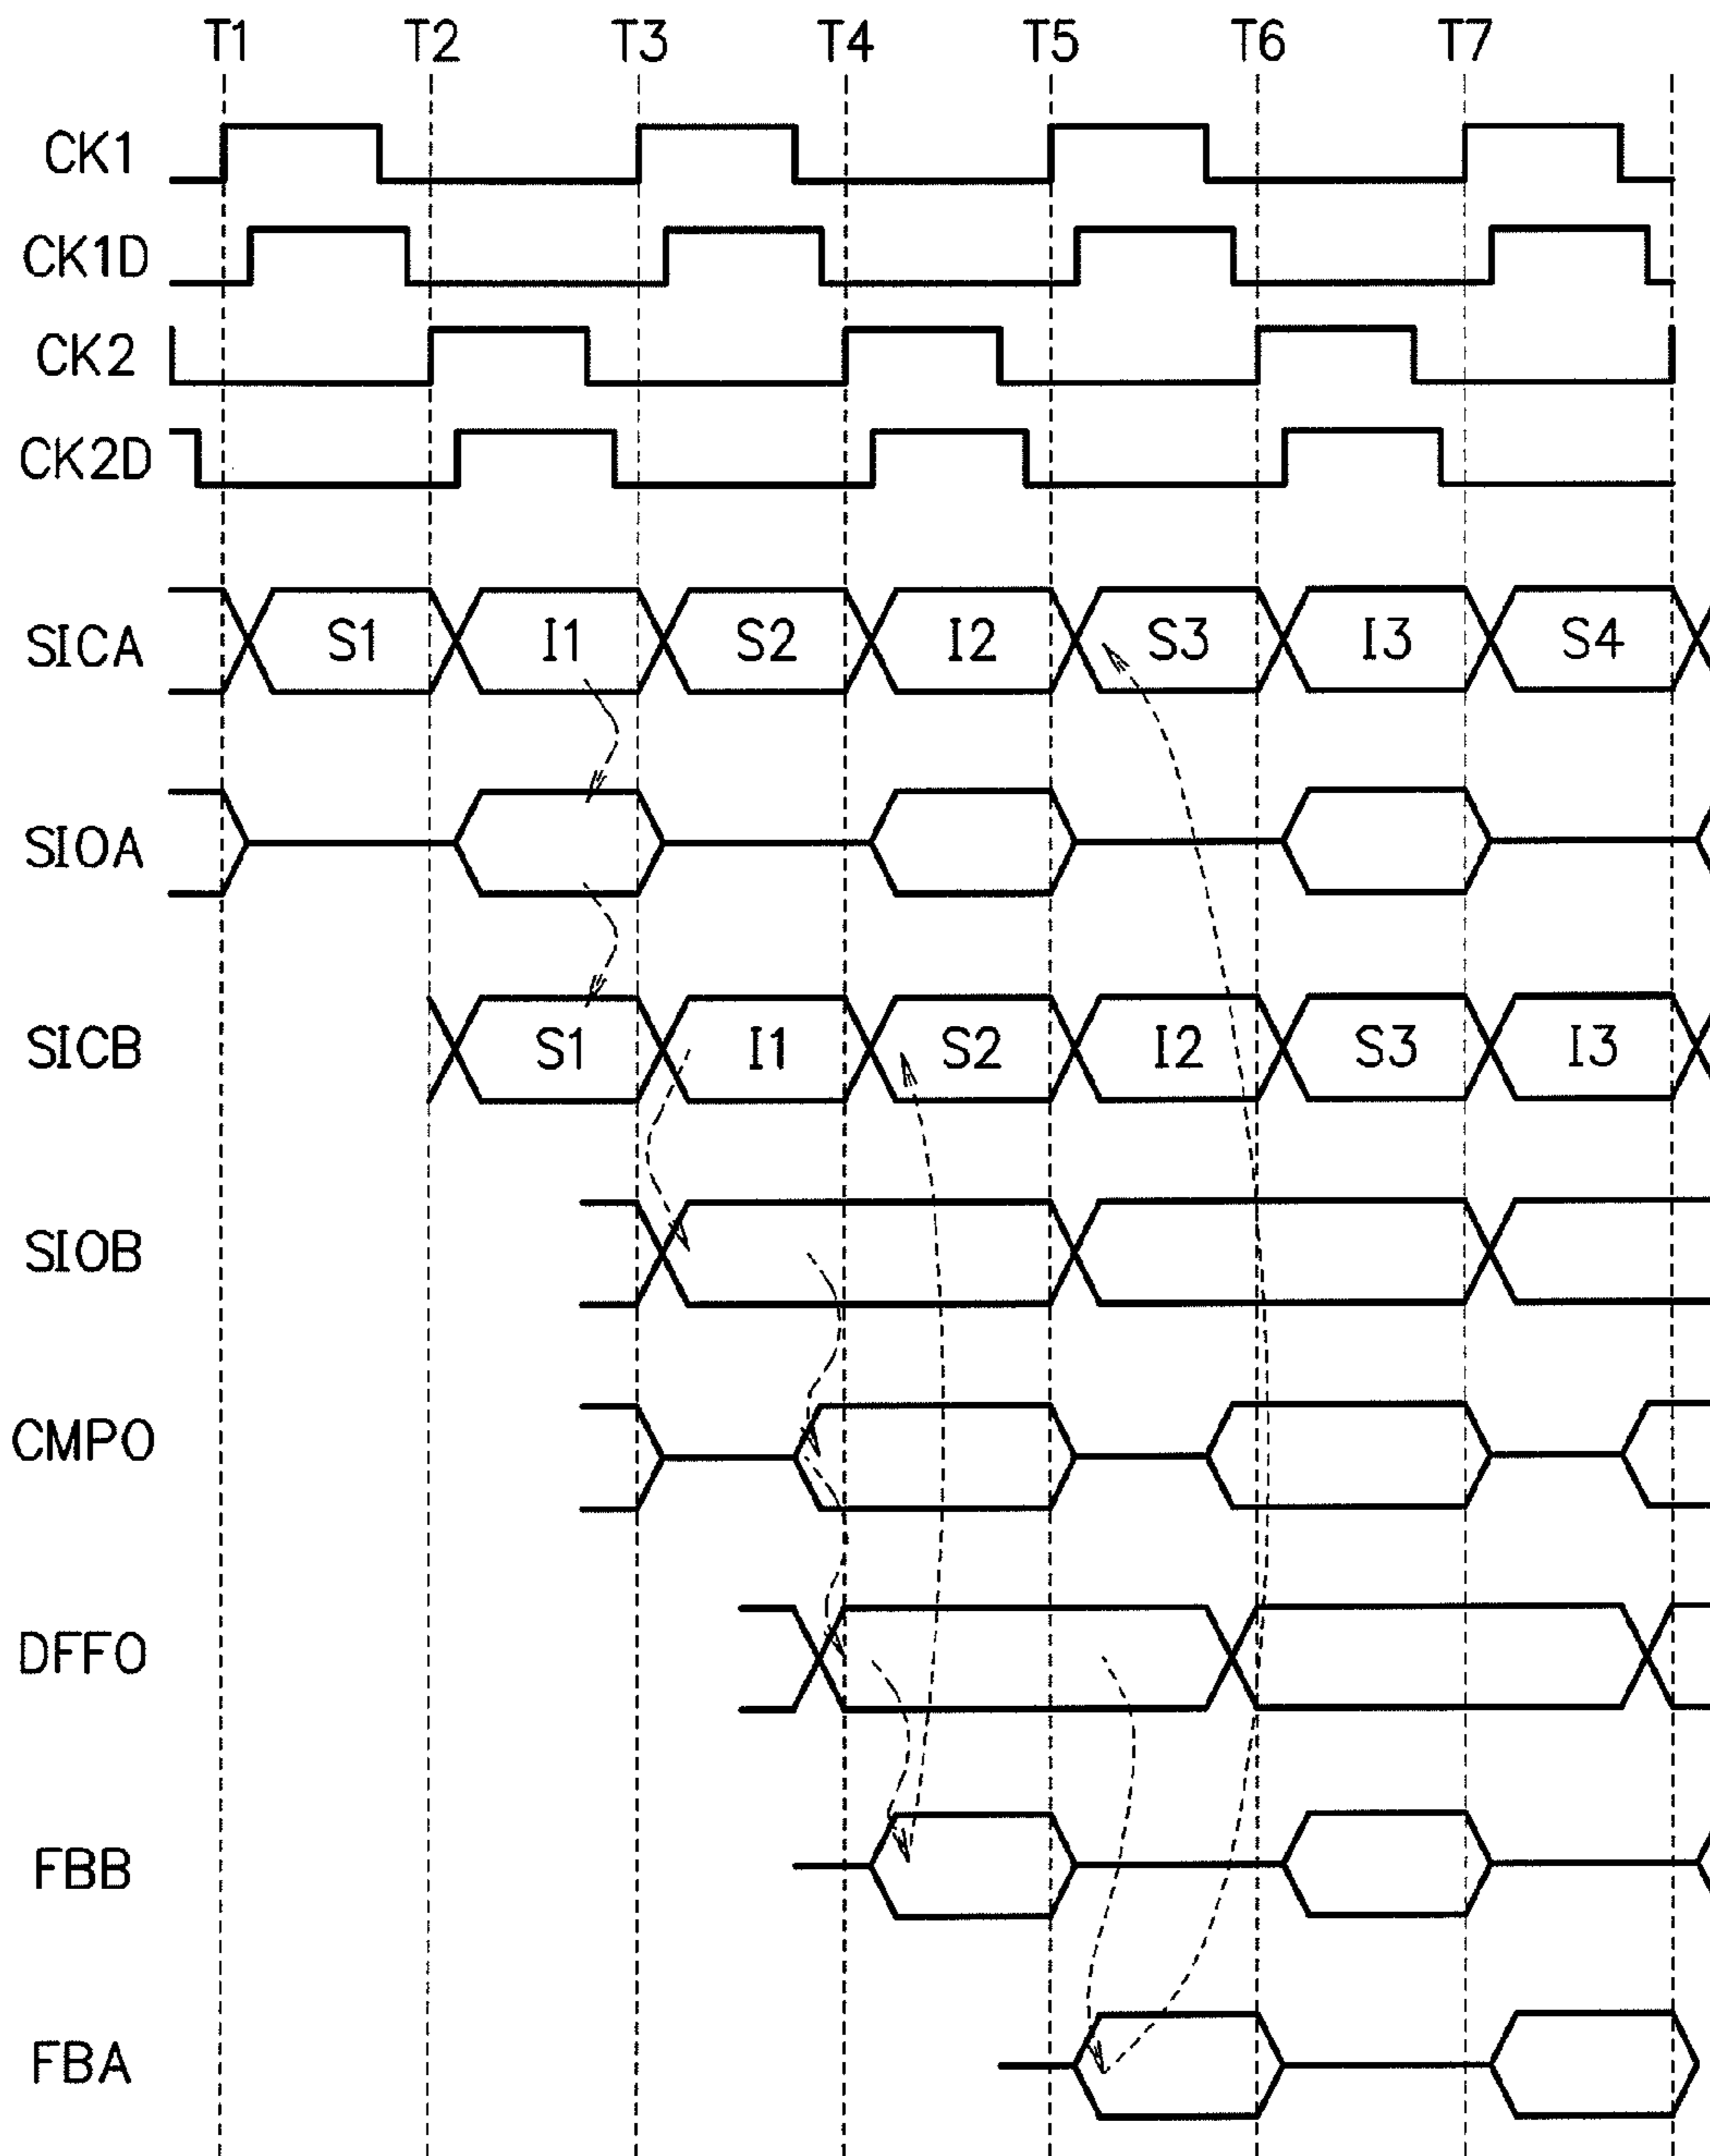 T1 T2 T3 T4 T5 T6 T7
CK1
CK1D
CK2
CK2D
SICA S1 I1 S2 I2 S3 I3 S4
SIOA
SICB S1 I1 S2 I2 S3 I3
SIOB
CMPO
DFFO
FBB
FBA